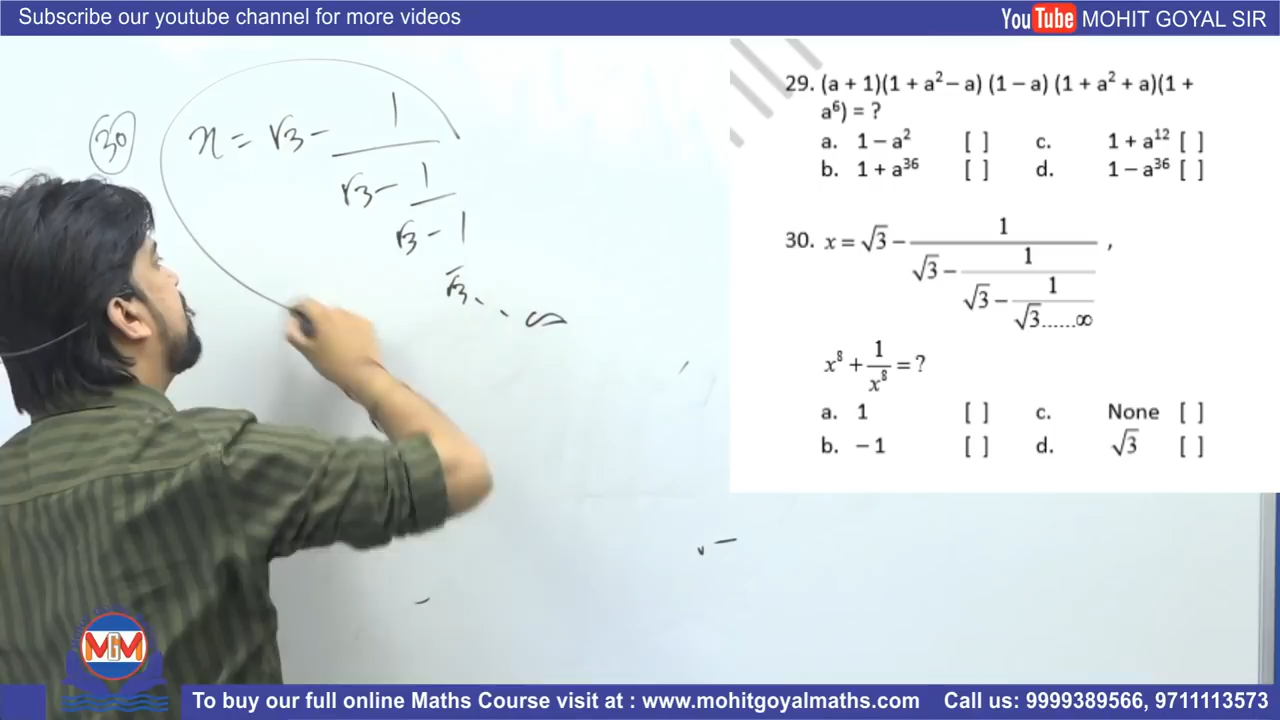 Subscribe our youtube channel for more videos
YouTube MOHIT GOYAL SIR
30
x = √3 - 1
√3 - 1
√3 - 1
√3 - . . ∞
29. (a + 1)(1 + a² – a) (1 – a) (1 + a² + a)(1 +
a⁶) = ?
a. 1 – a² [ ] c. 1 + a¹² [ ]
b. 1 + a³⁶ [ ] d. 1 – a³⁶ [ ]
30. x = √3 – 1 ,
√3 – 1
√3 – 1
√3......∞
x⁸ + 1/x⁸ = ?
a. 1 [ ] c. None [ ]
b. – 1 [ ] d. √3 [ ]
MGM
To buy our full online Maths Course visit at : www.mohitgoyalmaths.com Call us: 9999389566, 9711113573